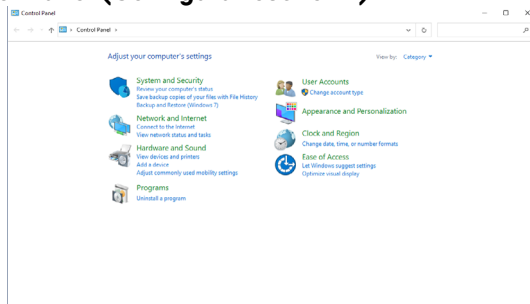 Control Panel
Control Panel
Adjust your computer's settings
View by: Category
System and Security
Review your computer's status
Save backup copies of your files with File History
Backup and Restore (Windows 7)
Network and Internet
Connect to the Internet
View network status and tasks
Hardware and Sound
View devices and printers
Add a device
Adjust commonly used mobility settings
Programs
Uninstall a program
User Accounts
Change account type
Appearance and Personalization
Clock and Region
Change date, time, or number formats
Ease of Access
Let Windows suggest settings
Optimize visual display